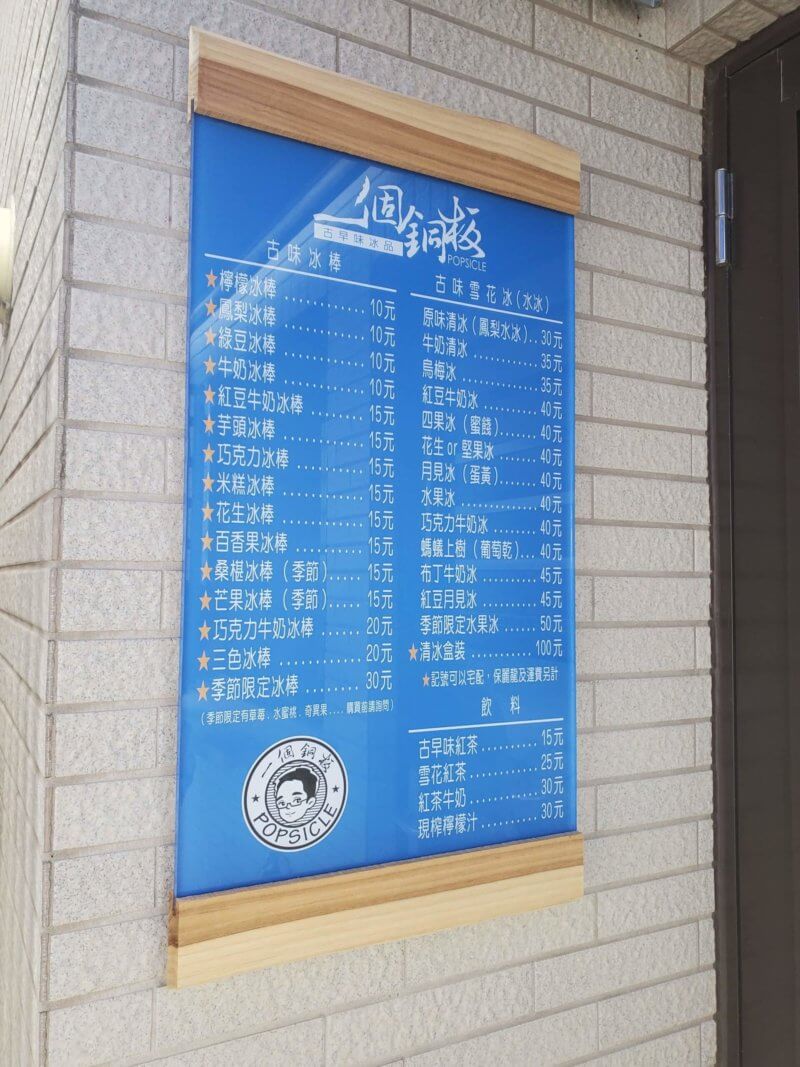 一個銅板
古早味冰品
POPSICLE
古味冰棒
★檸檬冰棒 ........... 10元
★鳳梨冰棒 ........... 10元
★綠豆冰棒 ........... 10元
★牛奶冰棒 ........... 10元
★紅豆牛奶冰棒 ....... 15元
★芋頭冰棒 ........... 15元
★巧克力冰棒 ......... 15元
★米糕冰棒 ........... 15元
★花生冰棒 ........... 15元
★百香果冰棒 ......... 15元
★桑椹冰棒(季節)..... 15元
★芒果冰棒(季節)..... 15元
★巧克力牛奶冰棒 ..... 20元
★三色冰棒 ........... 20元
★季節限定冰棒 ....... 30元
(季節限定有草莓.水蜜桃.奇異果....購買前請詢問)
一個銅板
POPSICLE
古味雪花冰(水冰)
原味清冰(鳳梨水冰)..30元
牛奶清冰 ........... 35元
烏梅冰 ............. 35元
紅豆牛奶冰 ......... 40元
四果冰(蜜餞)....... 40元
花生or堅果冰 ....... 40元
月見冰(蛋黃)....... 40元
水果冰 ............. 40元
巧克力牛奶冰 ....... 40元
螞蟻上樹(葡萄乾)... 40元
布丁牛奶冰 ......... 45元
紅豆月見冰 ......... 45元
季節限定水果冰 ..... 50元
★清冰盒裝 .......... 100元
★記號可以宅配,保麗龍及運費另計
飲料
古早味紅茶......... 15元
雪花紅茶........... 25元
紅茶牛奶........... 30元
現榨檸檬汁......... 30元